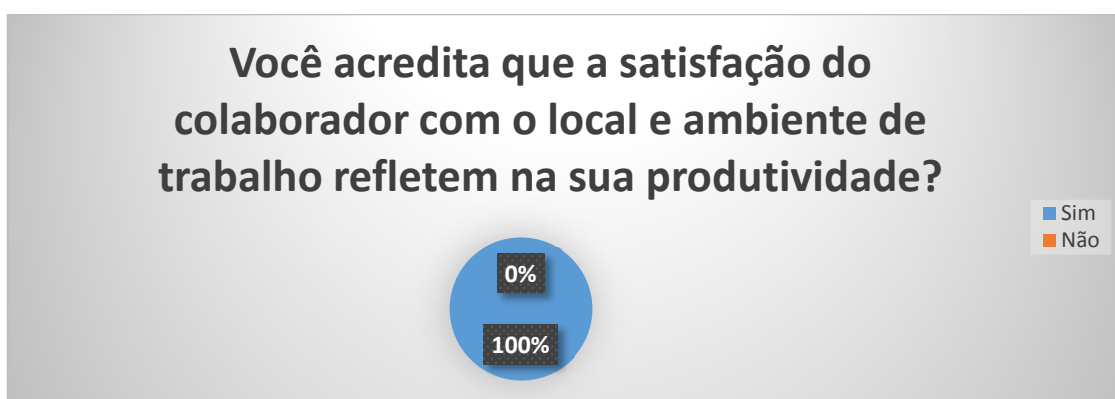 Você acredita que a satisfação do
colaborador com o local e ambiente de
trabalho refletem na sua produtividade?
Sim
Não
0%
100%